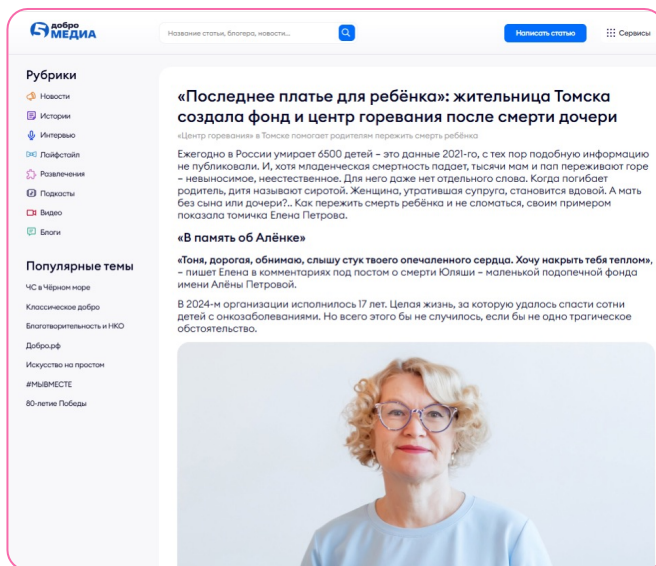 добро
МЕДИА
Название статьи, блогера, новости...
Написать статью
Сервисы
Рубрики
Новости
Истории
Интервью
Лайфстайл
Развлечения
Подкасты
Видео
Блоги
Популярные темы
ЧС в Чёрном море
Классическое добро
Благотворительность и НКО
Добро.рф
Искусство на простом
#МЫВМЕСТЕ
80-летие Победы
«Последнее платье для ребёнка»: жительница Томска
создала фонд и центр горевания после смерти дочери
«Центр горевания» в Томске помогает родителям пережить смерть ребёнка
Ежегодно в России умирает 6500 детей – это данные 2021-го, с тех пор подобную информацию
не публиковали. И, хотя младенческая смертность падает, тысячи мам и пап переживают горе
– невыносимое, неестественное. Для него даже нет отдельного слова. Когда погибает
родитель, дитя называют сиротой. Женщина, утратившая супруга, становится вдовой. А мать
без сына или дочери?.. Как пережить смерть ребёнка и не сломаться, своим примером
показала томичка Елена Петрова.
«В память об Алёнке»
«Тоня, дорогая, обнимаю, слышу стук твоего опечаленного сердца. Хочу накрыть тебя теплом»,
– пишет Елена в комментариях под постом о смерти Юляши – маленькой подопечной фонда
имени Алёны Петровой.
В 2024-м организации исполнилось 17 лет. Целая жизнь, за которую удалось спасти сотни
детей с онкозаболеваниями. Но всего этого бы не случилось, если бы не одно трагическое
обстоятельство.